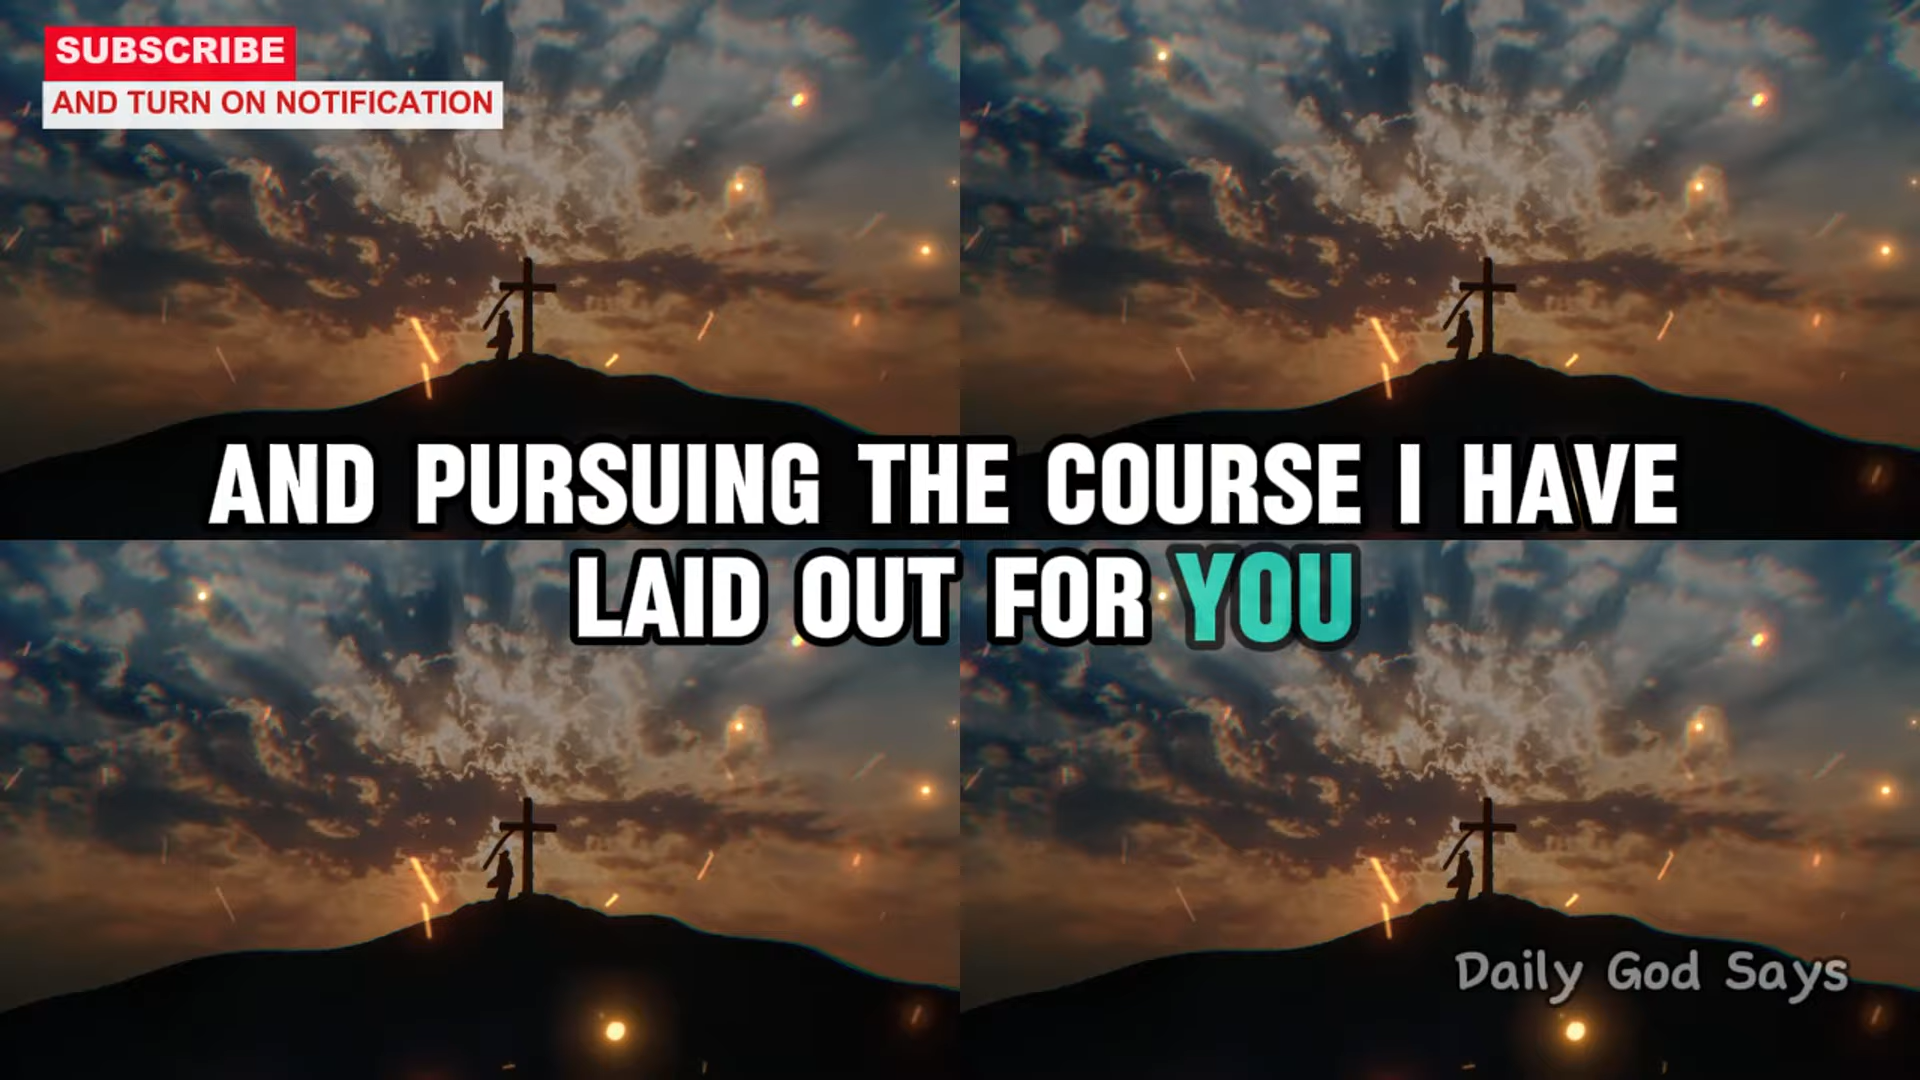 SUBSCRIBE
AND TURN ON NOTIFICATION
AND PURSUING THE COURSE I HAVE
LAID OUT FOR YOU
Daily God Says